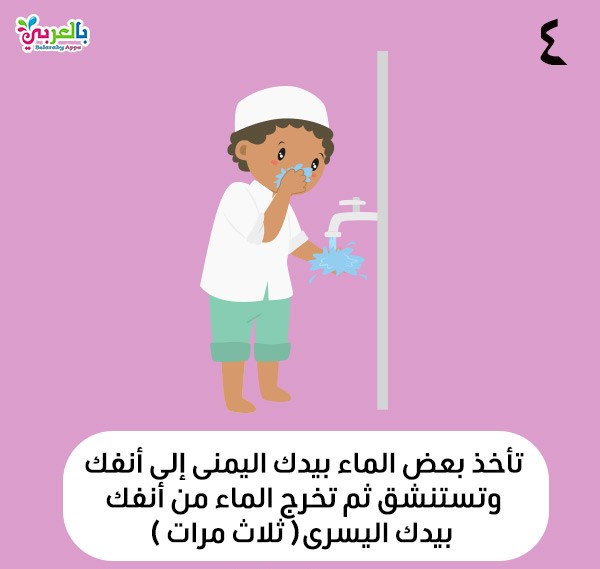 بالعربي
Belarabyapps
٤
تأخذ بعض الماء بيدك اليمنى إلى أنفك
وتستنشق ثم تخرج الماء من أنفك
بيدك اليسرى( ثلاث مرات )